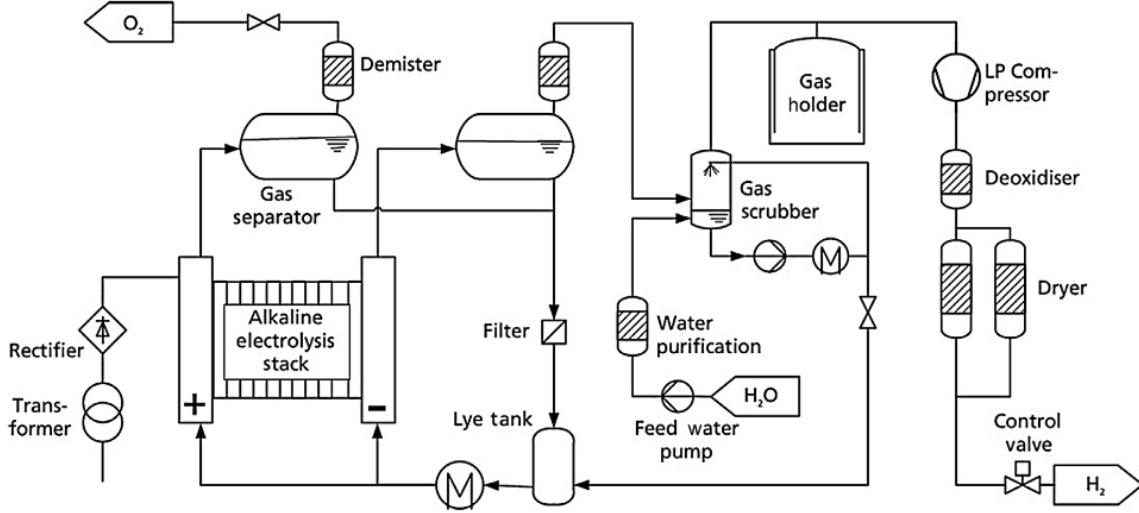 O₂
Demister
Gas
separator
Gas
holder
LP Com-
pressor
Gas
scrubber
Deoxidiser
Dryer
Alkaline
electrolysis
stack
+
-
Rectifier
Trans-
former
Filter
Lye tank
Water
purification
H₂O
Feed water
pump
M
M
Control
valve
H₂